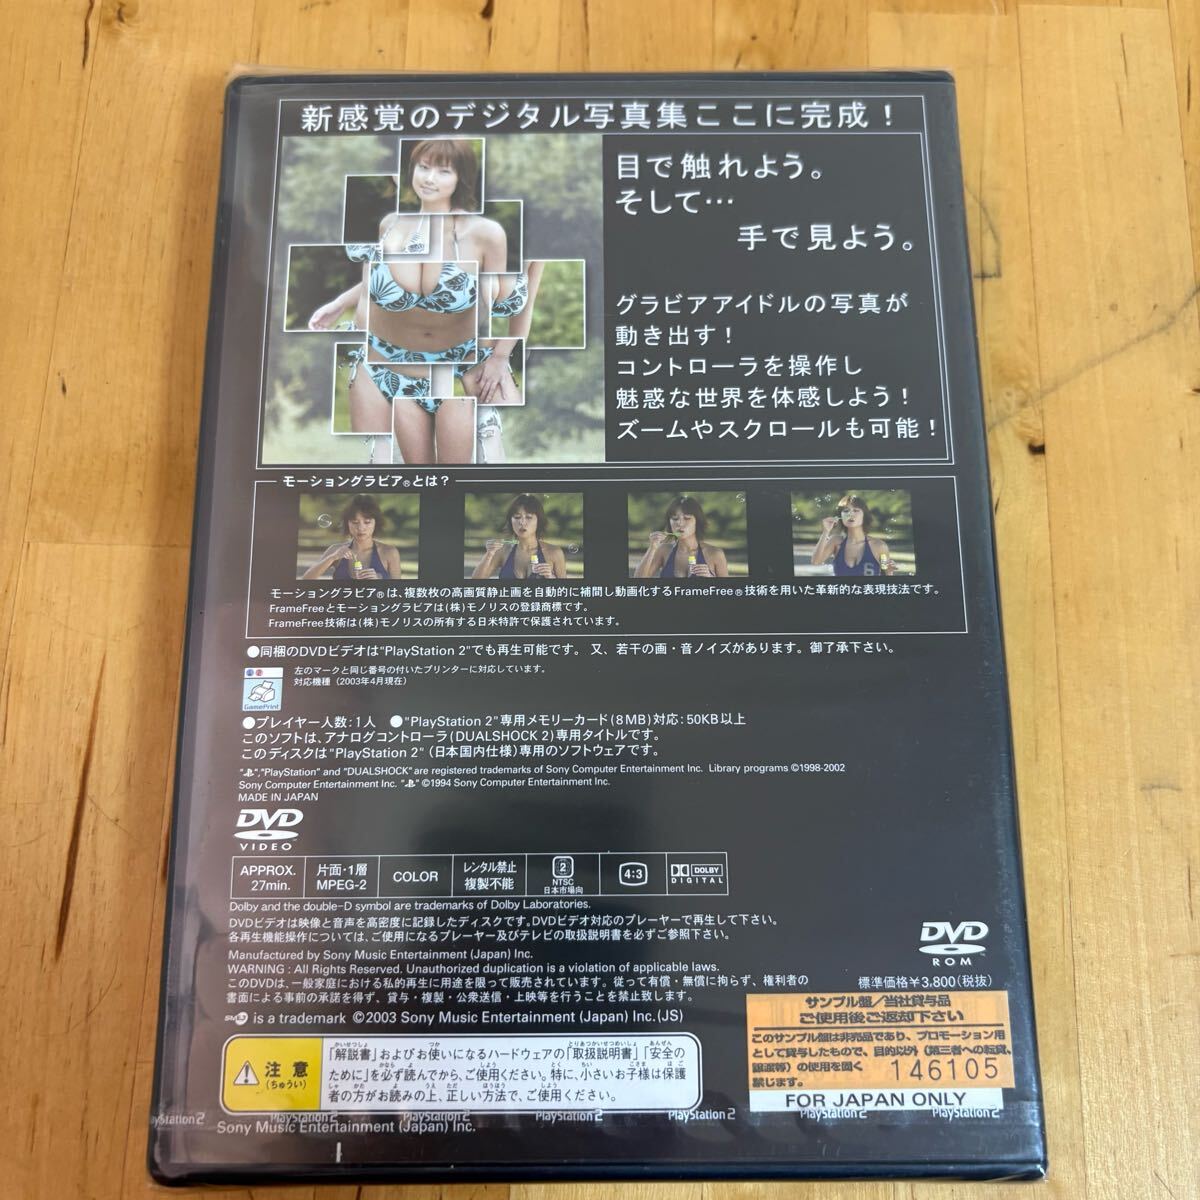 新感覚のデジタル写真集ここに完成！
目で触れよう。
そして…
手で見よう。
グラビアアイドルの写真が
動き出す！
コントローラを操作し
魅惑な世界を体感しよう！
ズームやスクロールも可能！
モーショングラビア®とは？
モーショングラビア®は、複数枚の高画質静止画を自動的に補間し動画化するFrameFree®技術を用いた革新的な表現技法です。
FrameFreeとモーショングラビアは(株)モノリスの登録商標です。
FrameFree技術は(株)モノリスの所有する日米特許で保護されています。
●同梱のDVDビデオは"PlayStation 2"でも再生可能です。又、若干の画・音ノイズがあります。御了承下さい。
左のマークと同じ番号の付いたプリンターに対応しています。
対応機種（2003年4月現在）
GamePrint
●プレイヤー人数：1人 ●"PlayStation 2"専用メモリーカード(8MB)対応：50KB以上
このソフトは、アナログコントローラ(DUALSHOCK 2)専用タイトルです。
このディスクは"PlayStation 2"（日本国内仕様）専用のソフトウェアです。
" ", "PlayStation" and "DUALSHOCK" are registered trademarks of Sony Computer Entertainment Inc. Library programs ©1998-2002
Sony Computer Entertainment Inc. " " ©1994 Sony Computer Entertainment Inc.
MADE IN JAPAN
DVD
VIDEO
APPROX.
27min.
片面・1層
MPEG-2
COLOR
レンタル禁止
複製不能
2
NTSC
日本市場向
4:3
DOLBY
DIGITAL
Dolby and the double-D symbol are trademarks of Dolby Laboratories.
DVDビデオは映像と音声を高密度に記録したディスクです。DVDビデオ対応のプレーヤーで再生して下さい。
各再生機能操作については、ご使用になるプレーヤー及びテレビの取扱説明書を必ずご参照下さい。
DVD
ROM
Manufactured by Sony Music Entertainment (Japan) Inc.
WARNING : All Rights Reserved. Unauthorized duplication is a violation of applicable laws.
このDVDは、一般家庭における私的再生に用途を限って販売されています。従って有償・無償に拘らず、権利者の
書面による事前の承諾を得ず、貸与・複製・公衆送信・上映等を行うことを禁止致します。
標準価格￥3,800(税抜)
is a trademark ©2003 Sony Music Entertainment (Japan) Inc.(JS)
サンプル盤／当社貸与品
ご使用後ご返却下さい
このサンプル盤は非売品であり、プロモーション用
として貸与したもので、目的以外（第三者への転貸、
譲渡等）の使用を固く
禁じます。
146105
FOR JAPAN ONLY
注意
(ちゅうい)
「解説書」およびお使いになるハードウェアの「取扱説明書」「安全の
ために」を必ず読んでから、ご使用ください。特に、小さいお子様は保護
者の方がお読みの上、正しい方法で、ご使用ください。
PlayStation 2 PlayStation 2 PlayStation 2 PlayStation 2 PlayStation 2 PlayStation 2
Sony Music Entertainment (Japan) Inc.